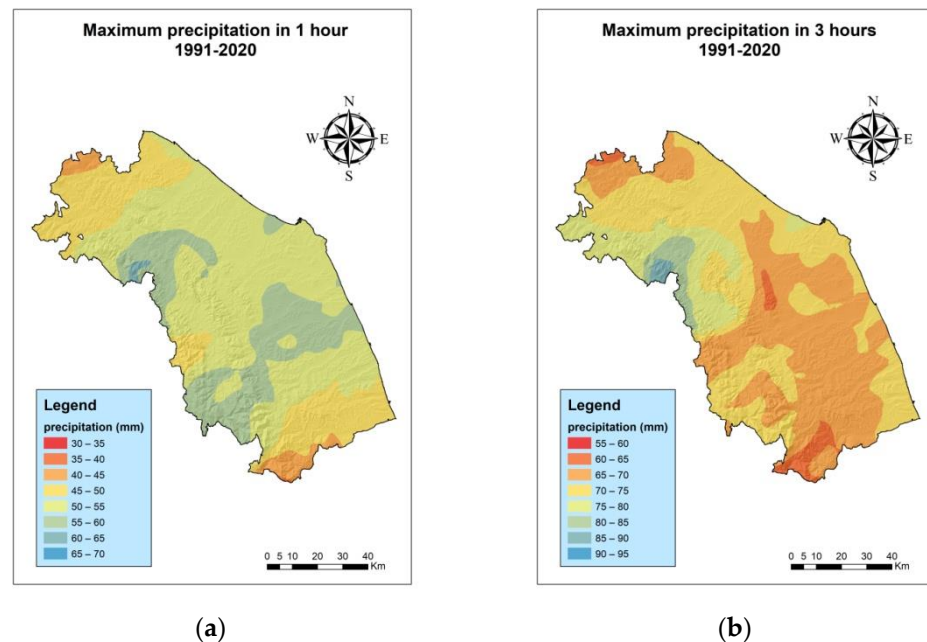 Maximum precipitation in 1 hour
1991-2020
N
W
E
S
Legend
precipitation (mm)
30 – 35
35 – 40
40 – 45
45 – 50
50 – 55
55 – 60
60 – 65
65 – 70
0 5 10 20 30 40
Km
(a)
Maximum precipitation in 3 hours
1991-2020
N
W
E
S
Legend
precipitation (mm)
55 – 60
60 – 65
65 – 70
70 – 75
75 – 80
80 – 85
85 – 90
90 – 95
0 5 10 20 30 40
Km
(b)